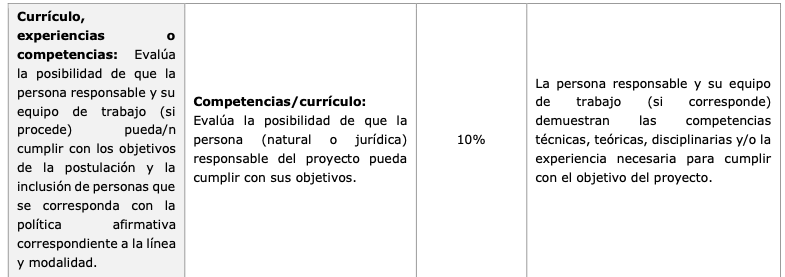 Currículo,
experiencias o
competencias: Evalúa
la posibilidad de que la
persona responsable y su
equipo de trabajo (si
procede) pueda/n
cumplir con los objetivos
de la postulación y la
inclusión de personas que
se corresponda con la
política afirmativa
correspondiente a la línea
y modalidad.
Competencias/currículo:
Evalúa la posibilidad de que la
persona (natural o jurídica)
responsable del proyecto pueda
cumplir con sus objetivos.
10%
La persona responsable y su equipo
de trabajo (si corresponde)
demuestran las competencias
técnicas, teóricas, disciplinarias y/o la
experiencia necesaria para cumplir
con el objetivo del proyecto.